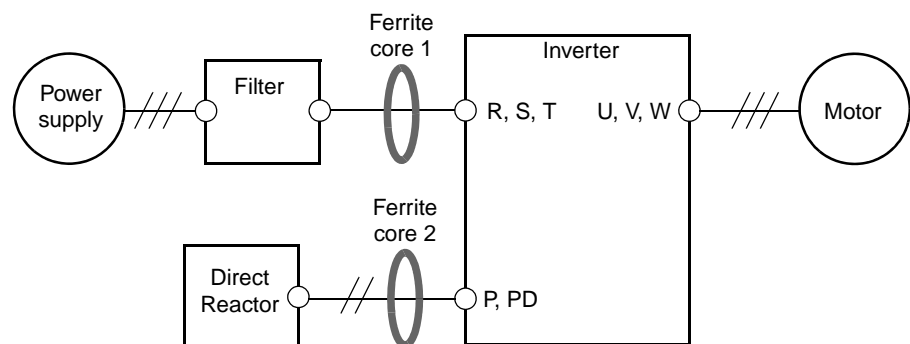 Ferrite
core 1
Inverter
Power
supply
Filter
R, S, T
U, V, W
Motor
Ferrite
core 2
Direct
Reactor
P, PD